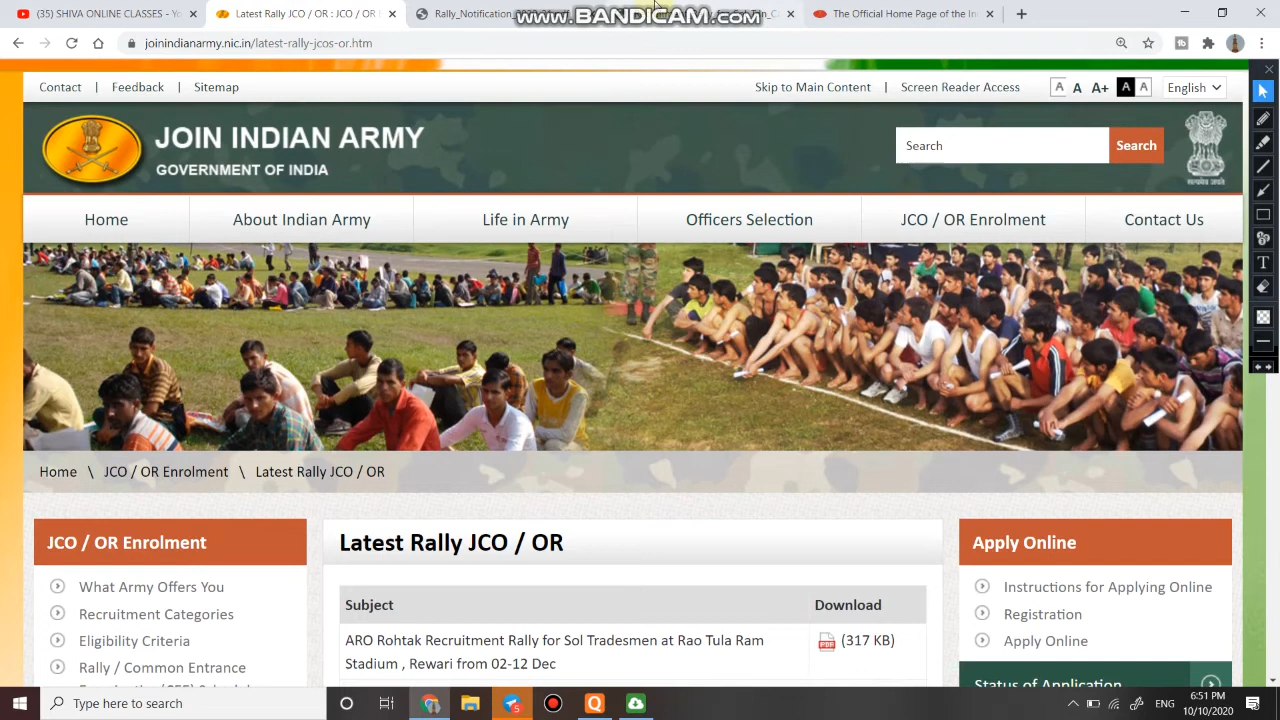 (35) SHIVA ONLINE CLASSES - Y
Latest Rally JCO / OR : JCO / OR
Rally_Notification_
The Official Home Page of the In
www.BANDICAM.com
joinindianarmy.nic.in/latest-rally-jcos-or.htm
Contact | Feedback | Sitemap
Skip to Main Content | Screen Reader Access
A A A+ A A English
JOIN INDIAN ARMY
GOVERNMENT OF INDIA
Search Search
सत्यमेव जयते
Home About Indian Army Life in Army Officers Selection JCO / OR Enrolment Contact Us
Home \ JCO / OR Enrolment \ Latest Rally JCO / OR
JCO / OR Enrolment
What Army Offers You
Recruitment Categories
Eligibility Criteria
Rally / Common Entrance
Latest Rally JCO / OR
Subject Download
ARO Rohtak Recruitment Rally for Sol Tradesmen at Rao Tula Ram
Stadium , Rewari from 02-12 Dec
PDF (317 KB)
Apply Online
Instructions for Applying Online
Registration
Apply Online
Status of Application
T
Type here to search
5
Q
ENG
6:51 PM
10/10/2020